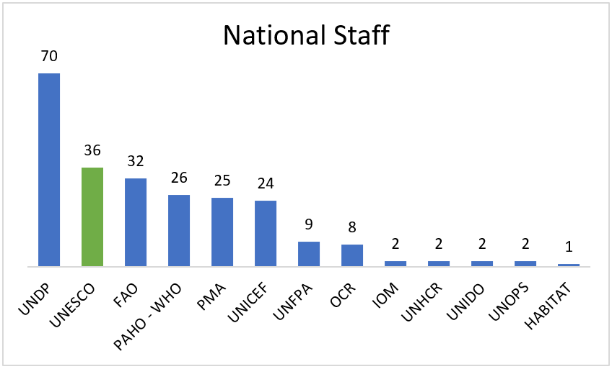 National Staff
70
36
32
26
25
24
9
8
2
2
2
2
1
UNDP
UNESCO
FAO
PAHO - WHO
PMA
UNICEF
UNFPA
OCR
IOM
UNHCR
UNIDO
UNOPS
HABITAT